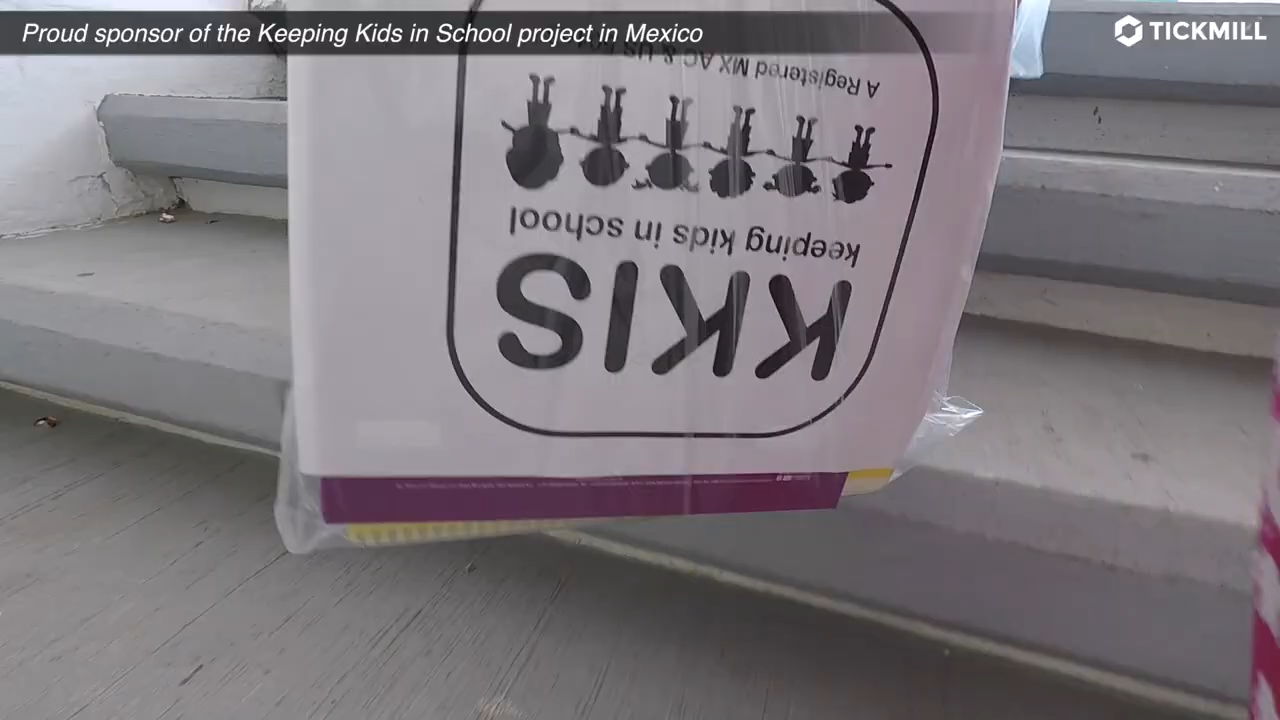 Proud sponsor of the Keeping Kids in School project in Mexico
TICKMILL
KKIS
keeping kids in school
A Registered MX AC & US